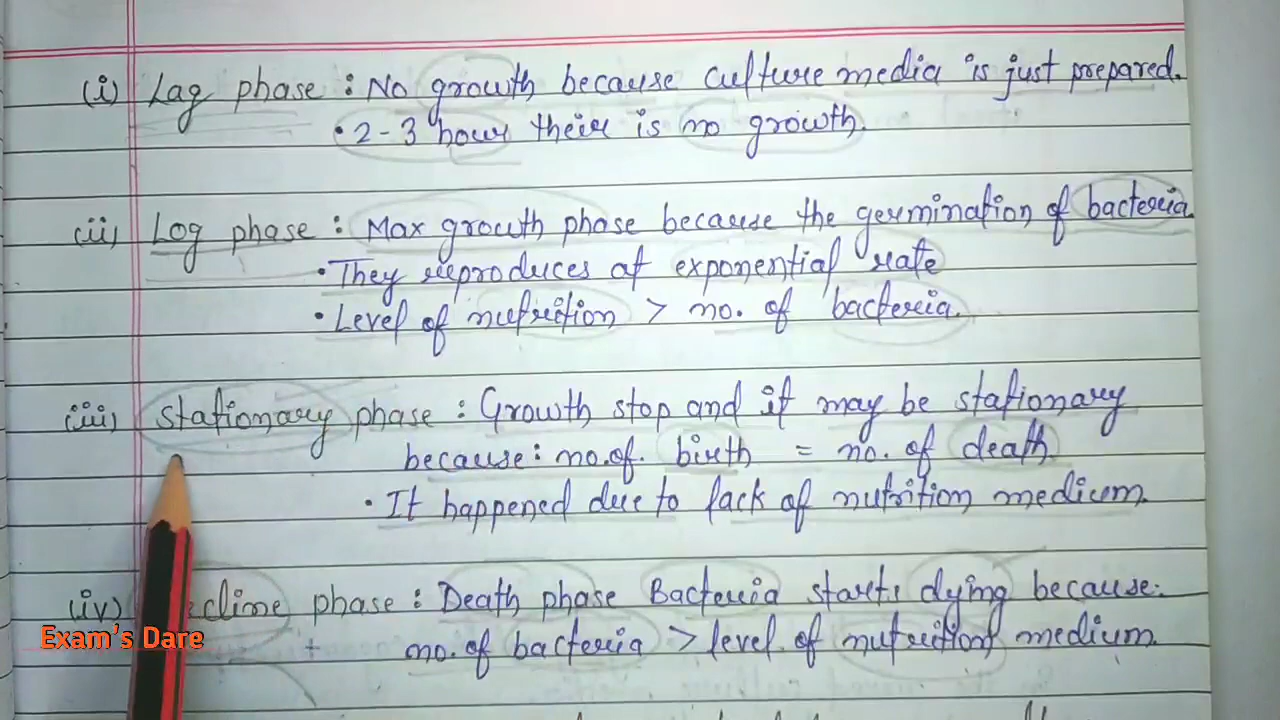 (i) Lag phase : No growth because culture media is just prepared.
• 2-3 hour their is no growth.
(ii) Log phase : Max growth phase because the germination of bacteria
• They reproduces at exponential rate
• Level of nutrition > no. of bacteria.
(iii) Stationary phase : Growth stop and it may be stationary
because : no. of. birth = no. of death
• It happened due to lack of nutrition medium.
(iv) cline phase : Death phase Bacteria starts dying because:
Exam's Dare
no. of bacteria > level of nutrition medium.